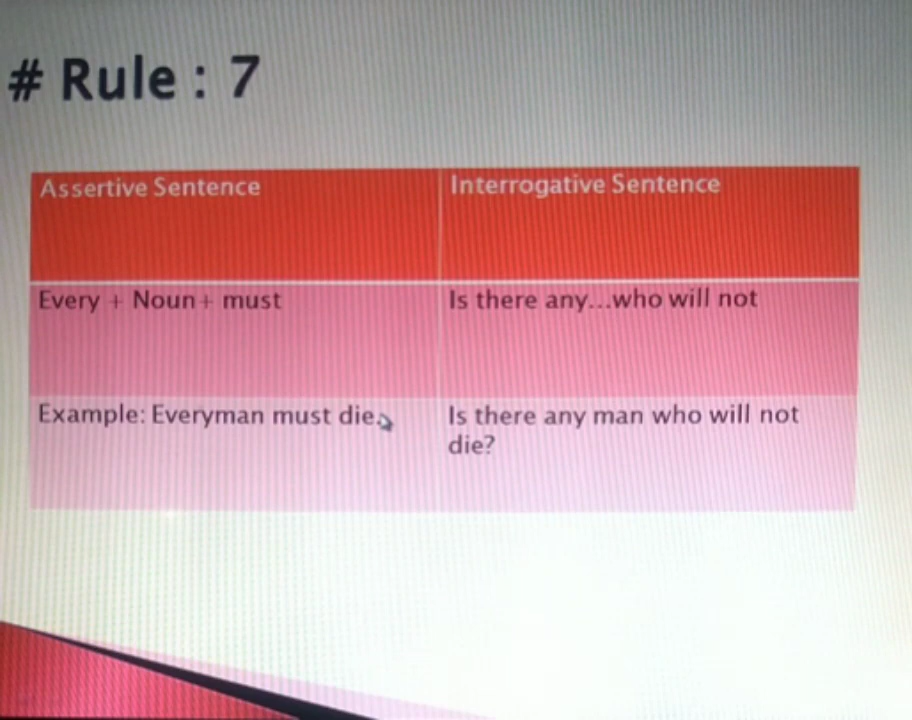 # Rule : 7
Assertive Sentence
Interrogative Sentence
Every + Noun+ must
Is there any...who will not
Example: Everyman must die.
Is there any man who will not
die?